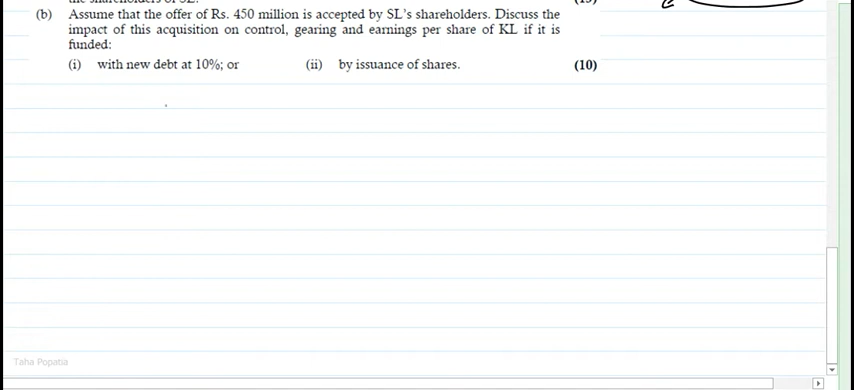 (15)
(b) Assume that the offer of Rs. 450 million is accepted by SL's shareholders. Discuss the
impact of this acquisition on control, gearing and earnings per share of KL if it is
funded:
(i) with new debt at 10%; or (ii) by issuance of shares. (10)
Taha Popatia